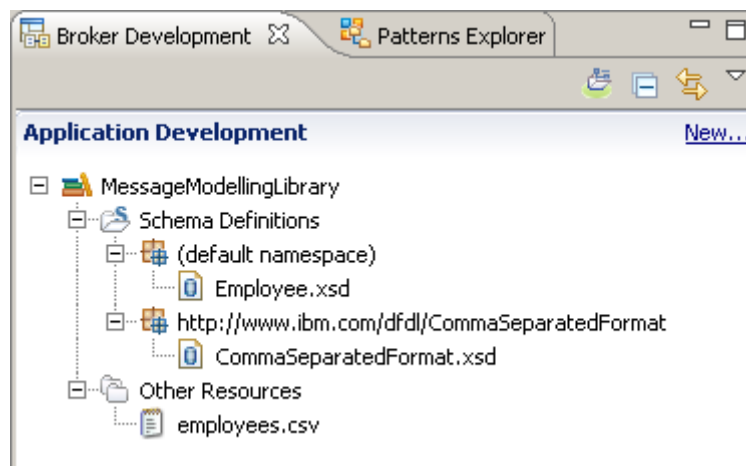 Broker Development Patterns Explorer
Application Development New...
MessageModellingLibrary
Schema Definitions
(default namespace)
Employee.xsd
http://www.ibm.com/dfdl/CommaSeparatedFormat
CommaSeparatedFormat.xsd
Other Resources
employees.csv